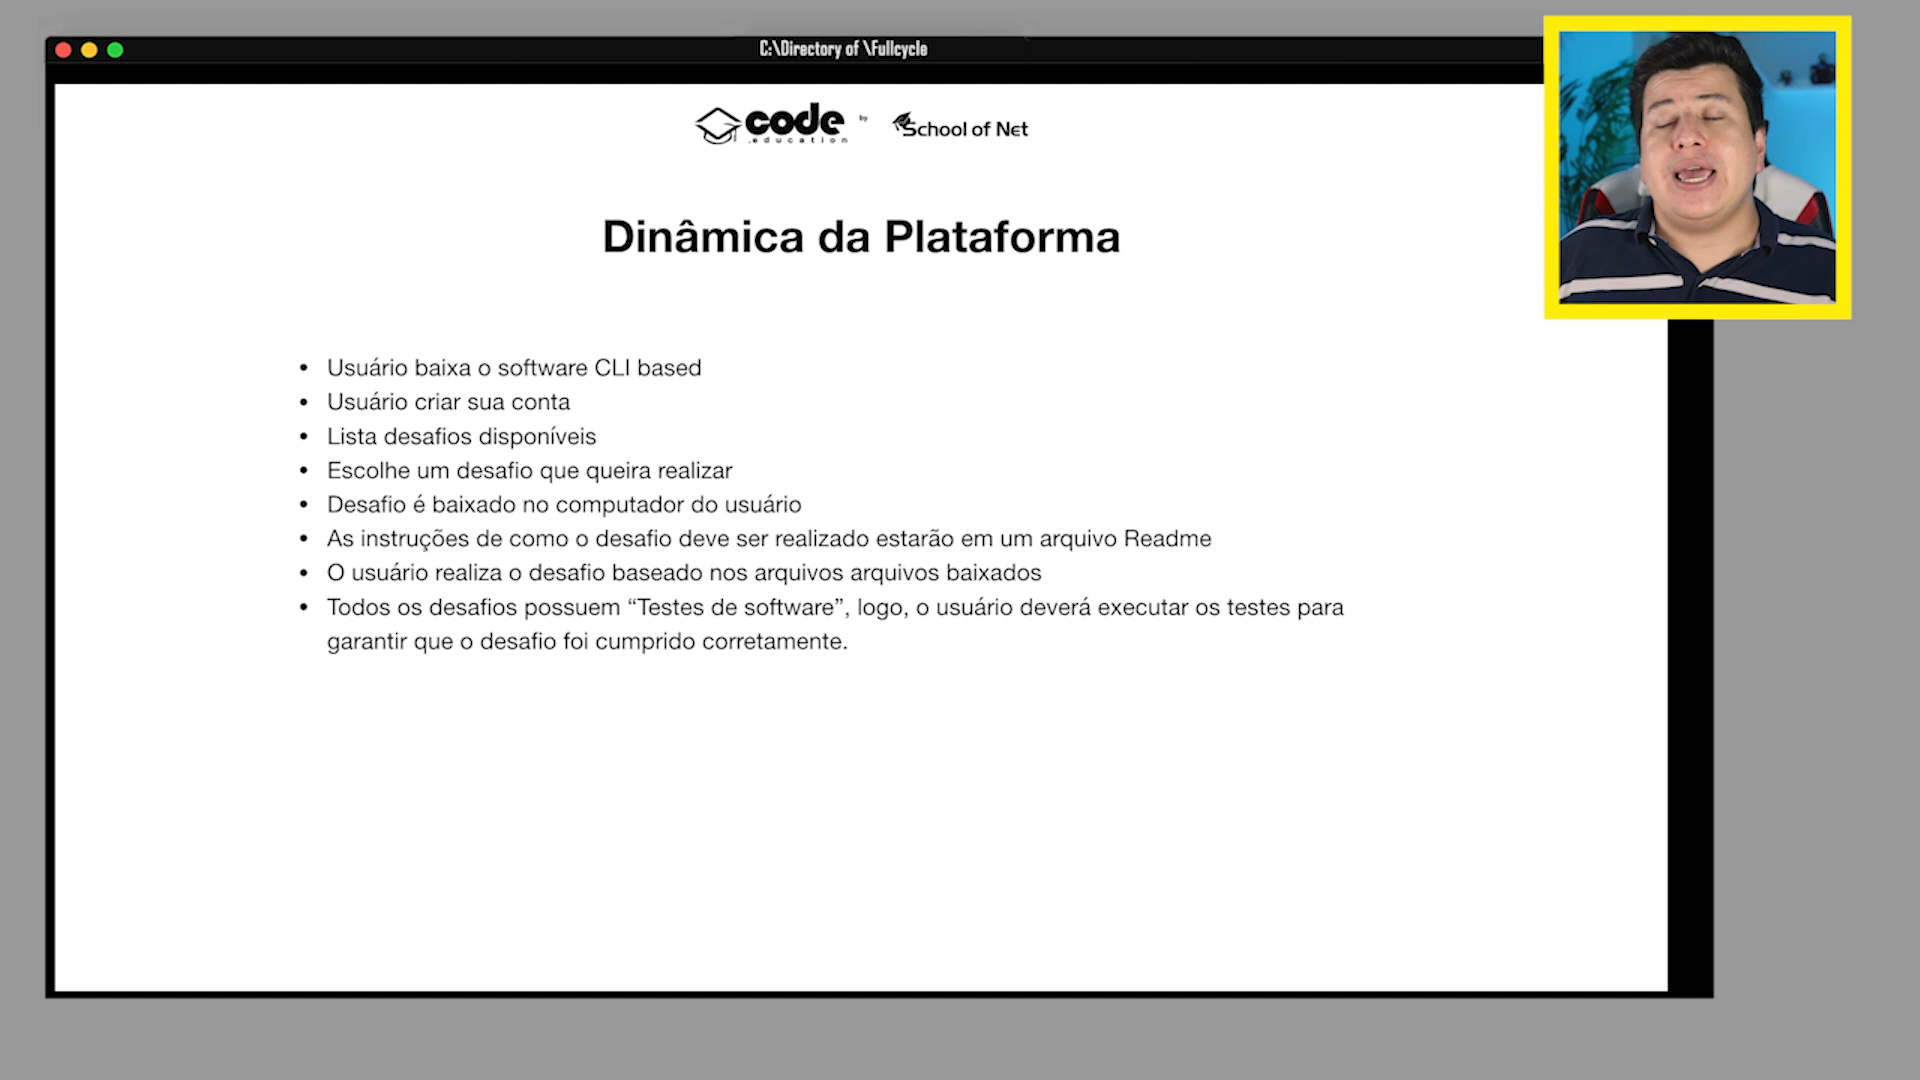 C:\Directory of \Fullcycle
code by School of Net
.education
Dinâmica da Plataforma
• Usuário baixa o software CLI based
• Usuário criar sua conta
• Lista desafios disponíveis
• Escolhe um desafio que queira realizar
• Desafio é baixado no computador do usuário
• As instruções de como o desafio deve ser realizado estarão em um arquivo Readme
• O usuário realiza o desafio baseado nos arquivos arquivos baixados
• Todos os desafios possuem “Testes de software”, logo, o usuário deverá executar os testes para
garantir que o desafio foi cumprido corretamente.